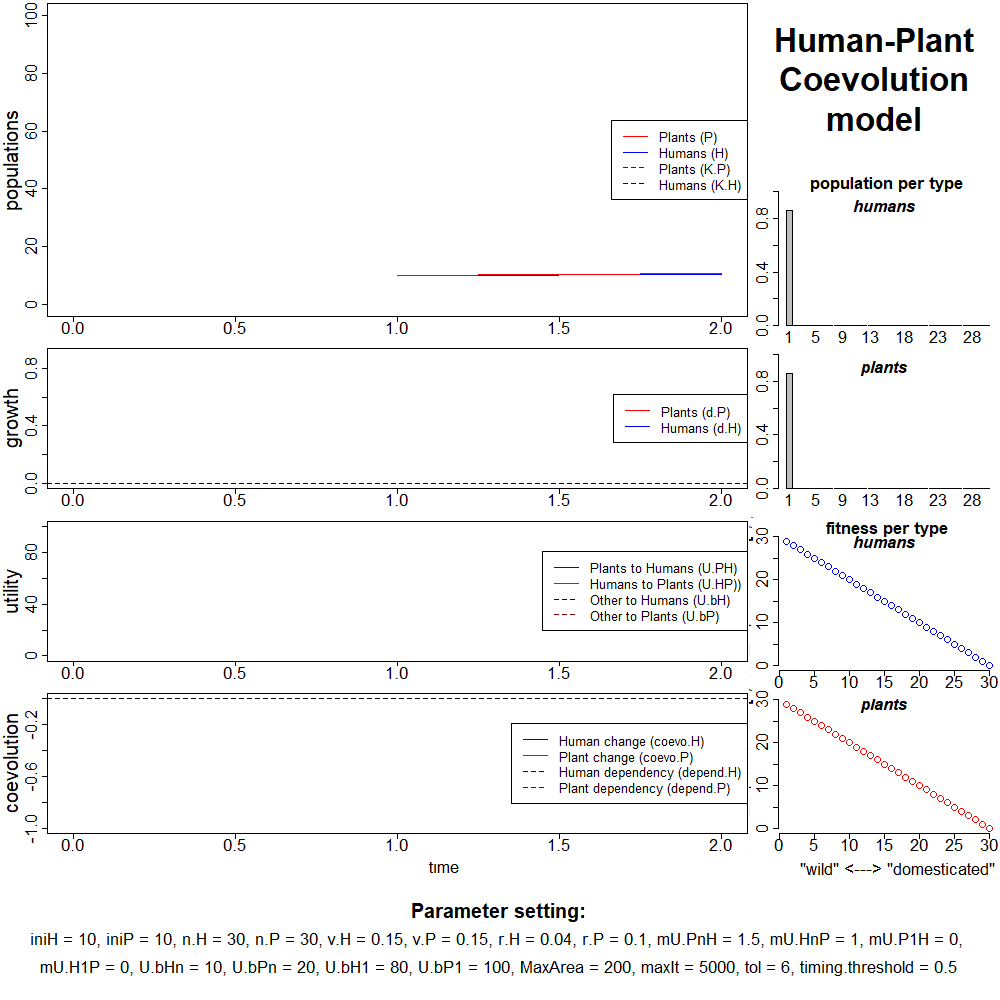 Human-Plant
Coevolution
model
populations
0 20 40 60 80 100
Plants (P)
Humans (H)
Plants (K.P)
Humans (K.H)
0.0 0.5 1.0 1.5 2.0
growth
0.0 0.4 0.8
Plants (d.P)
Humans (d.H)
0.0 0.5 1.0 1.5 2.0
utility
0 40 80
Plants to Humans (U.PH)
Humans to Plants (U.HP))
Other to Humans (U.bH)
Other to Plants (U.bP)
0.0 0.5 1.0 1.5 2.0
coevolution
-1.0 -0.6 -0.2
Human change (coevo.H)
Plant change (coevo.P)
Human dependency (depend.H)
Plant dependency (depend.P)
0.0 0.5 1.0 1.5 2.0
time
population per type
humans
0.0 0.4 0.8
1 5 9 13 18 23 28
plants
0.0 0.4 0.8
1 5 9 13 18 23 28
fitness per type
humans
0 10 20 30
0 5 10 15 20 25 30
plants
0 10 20 30
0 5 10 15 20 25 30
"wild" <---> "domesticated"
Parameter setting:
iniH = 10, iniP = 10, n.H = 30, n.P = 30, v.H = 0.15, v.P = 0.15, r.H = 0.04, r.P = 0.1, mU.PnH = 1.5, mU.HnP = 1, mU.P1H = 0,
mU.H1P = 0, U.bHn = 10, U.bPn = 20, U.bH1 = 80, U.bP1 = 100, MaxArea = 200, maxIt = 5000, tol = 6, timing.threshold = 0.5